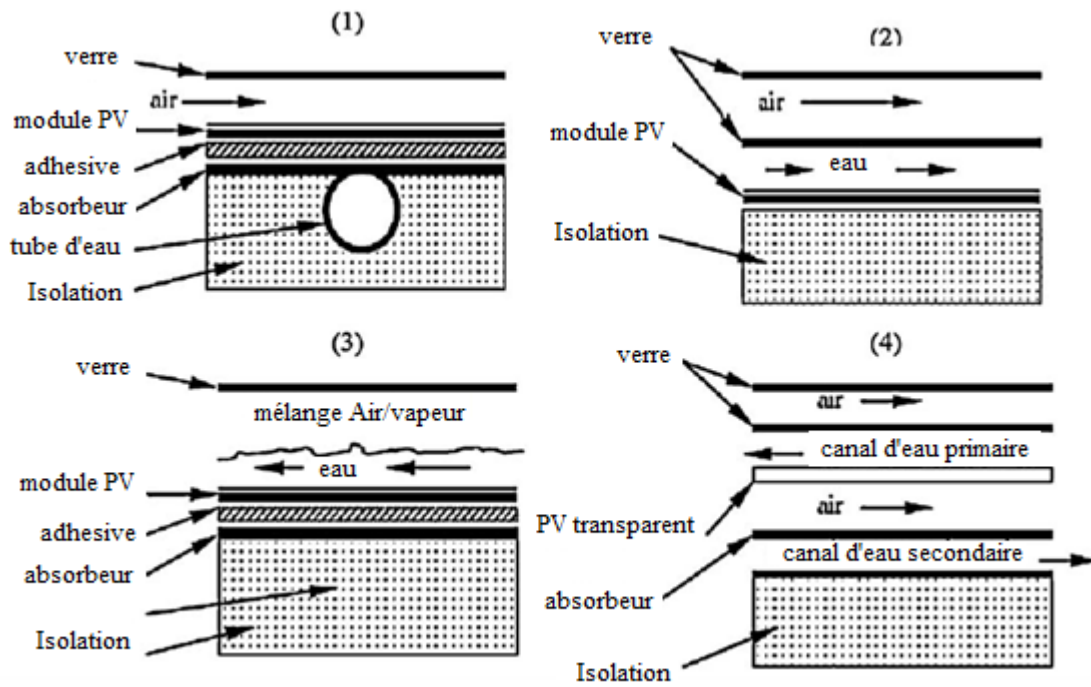 (1)
verre
air
module PV
adhesive
absorbeur
tube d'eau
Isolation
(2)
verre
air
module PV
eau
Isolation
(3)
verre
mélange Air/vapeur
eau
module PV
adhesive
absorbeur
Isolation
(4)
verre
air
canal d'eau primaire
PV transparent
air
canal d'eau secondaire
absorbeur
Isolation